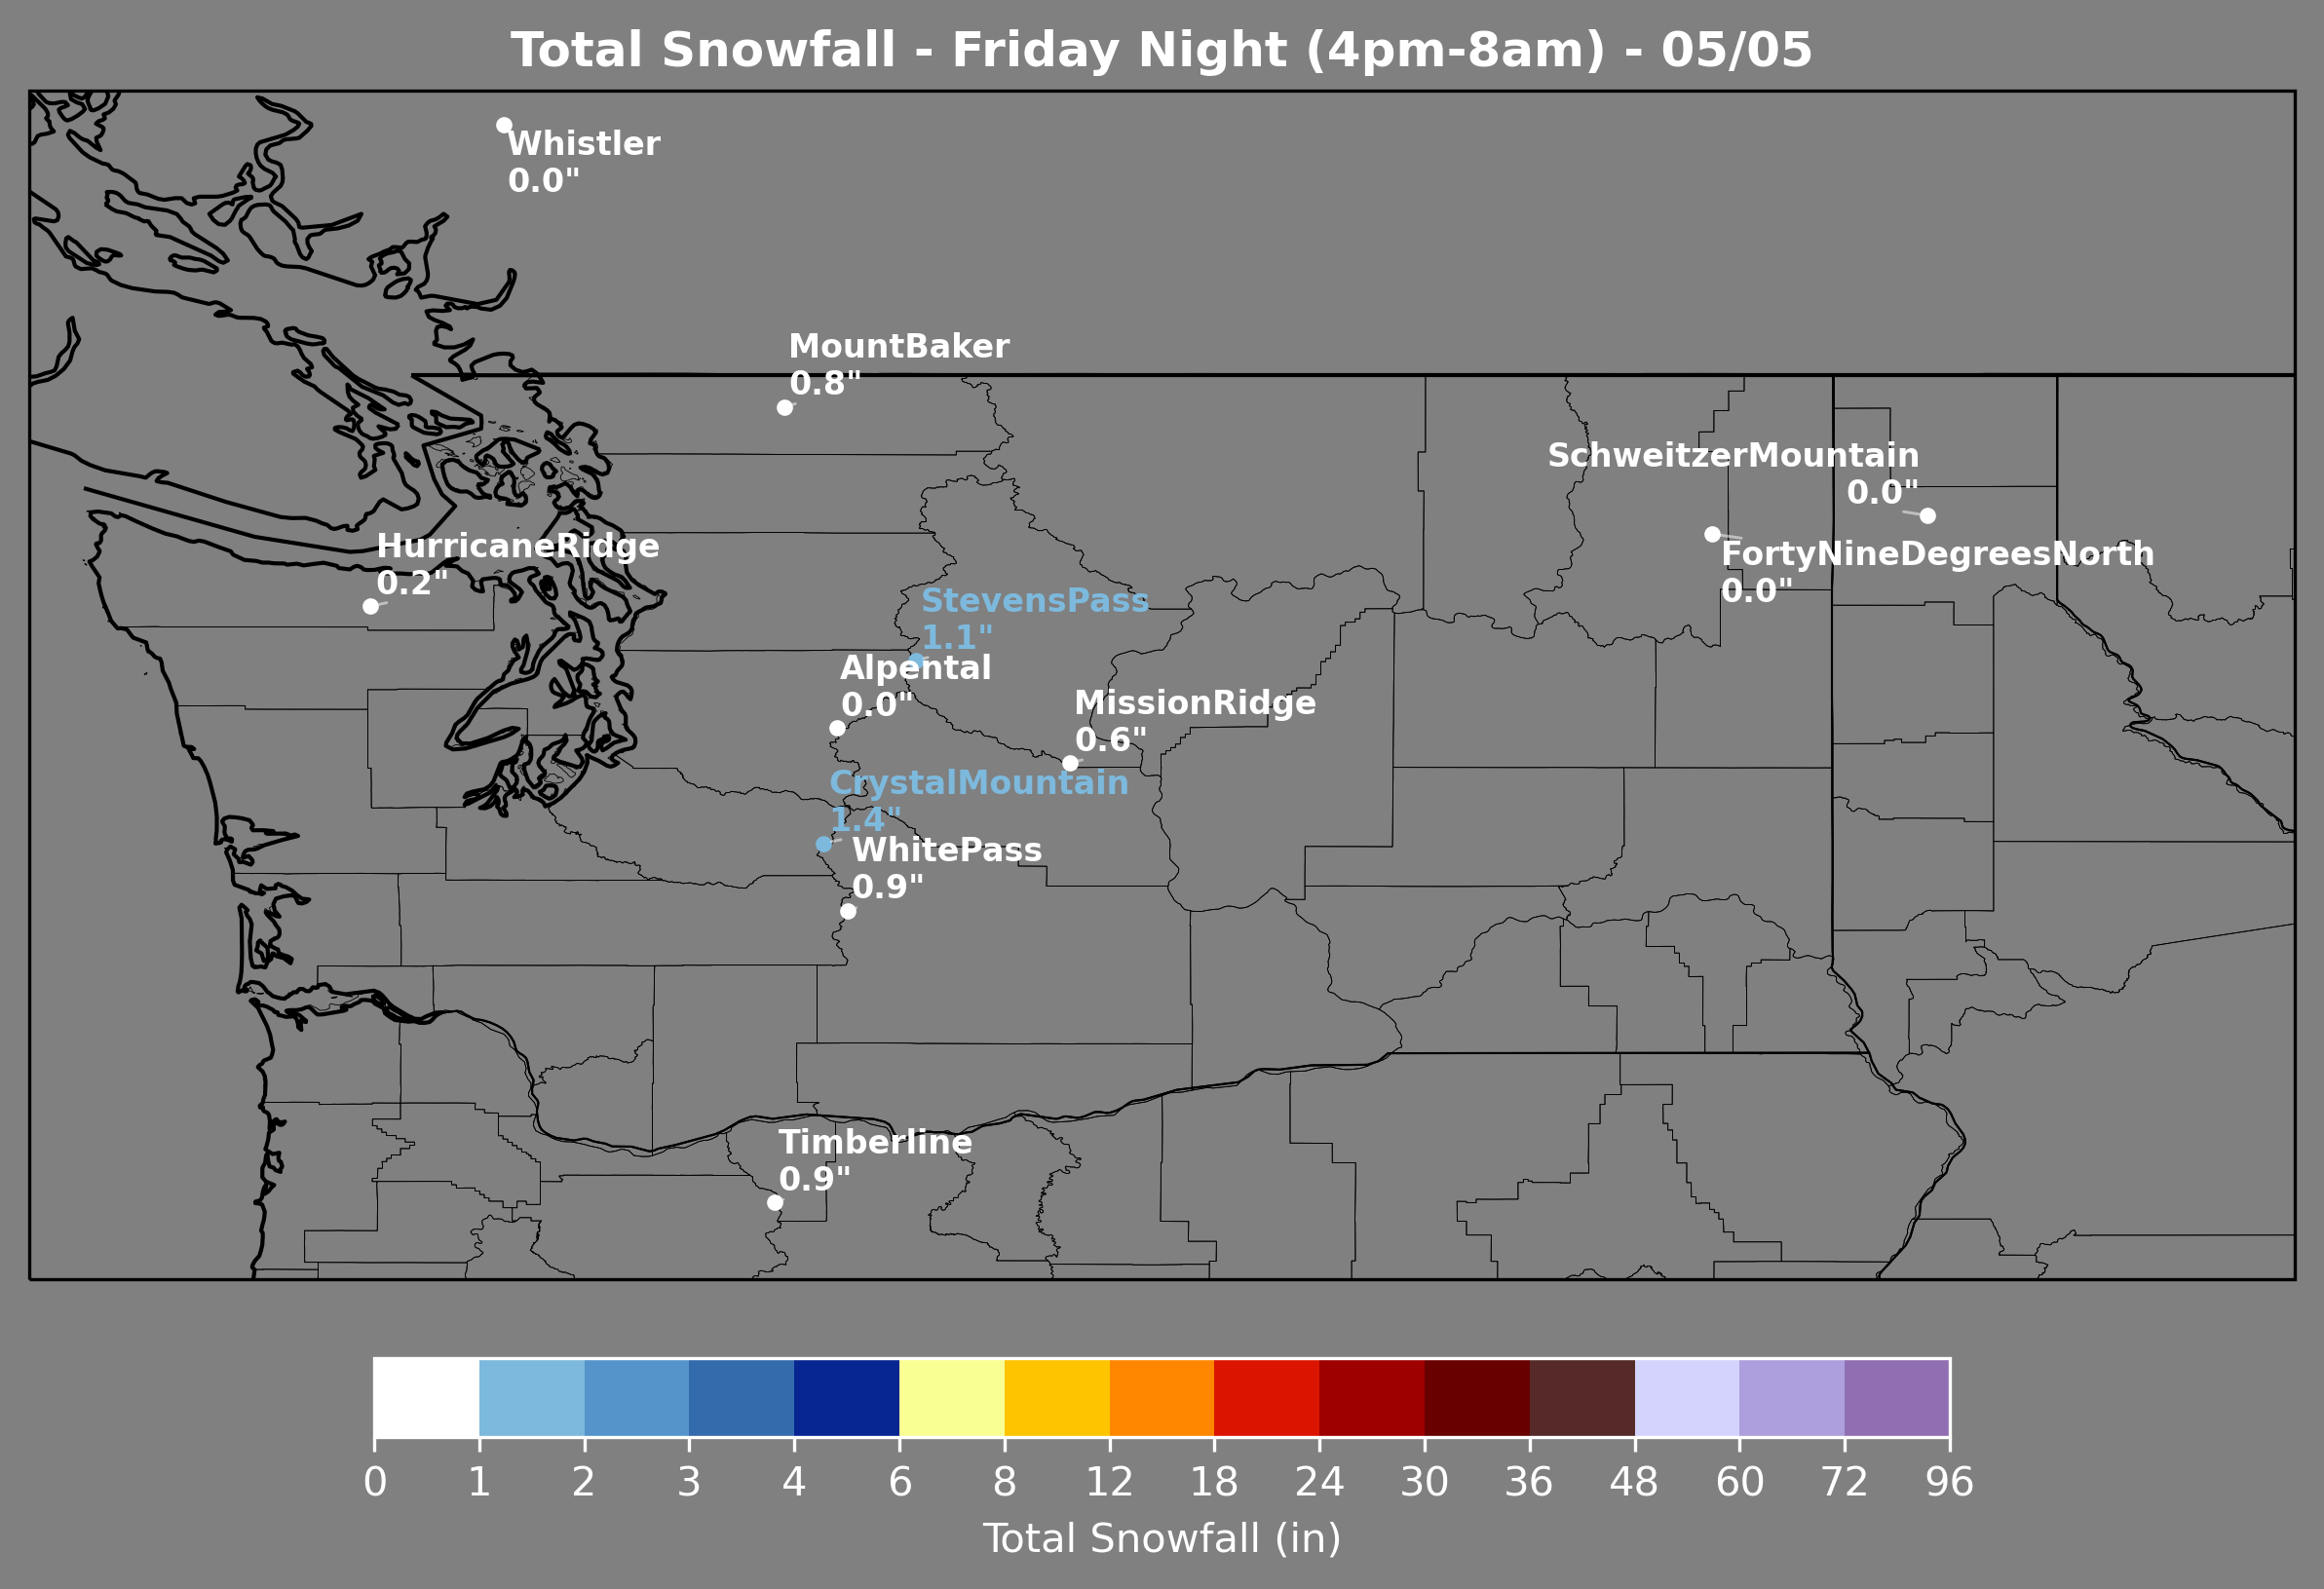 Total Snowfall - Friday Night (4pm-8am) - 05/05
Whistler
0.0"
MountBaker
0.8"
SchweitzerMountain
0.0"
HurricaneRidge
0.2"
FortyNineDegreesNorth
0.0"
StevensPass
1.1"
Alpental
0.0"
MissionRidge
0.6"
CrystalMountain
1.4"
WhitePass
0.9"
Timberline
0.9"
0 1 2 3 4 6 8 12 18 24 30 36 48 60 72 96
Total Snowfall (in)